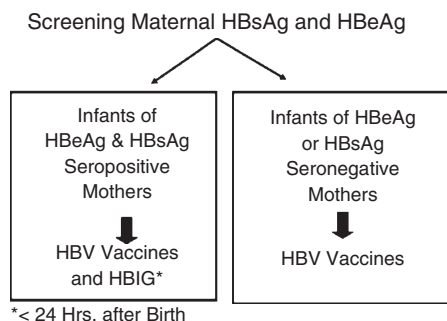 Screening Maternal HBsAg and HBeAg
Infants of
HBeAg & HBsAg
Seropositive
Mothers
HBV Vaccines
and HBIG*
Infants of HBeAg
or HBsAg
Seronegative
Mothers
HBV Vaccines
*< 24 Hrs. after Birth